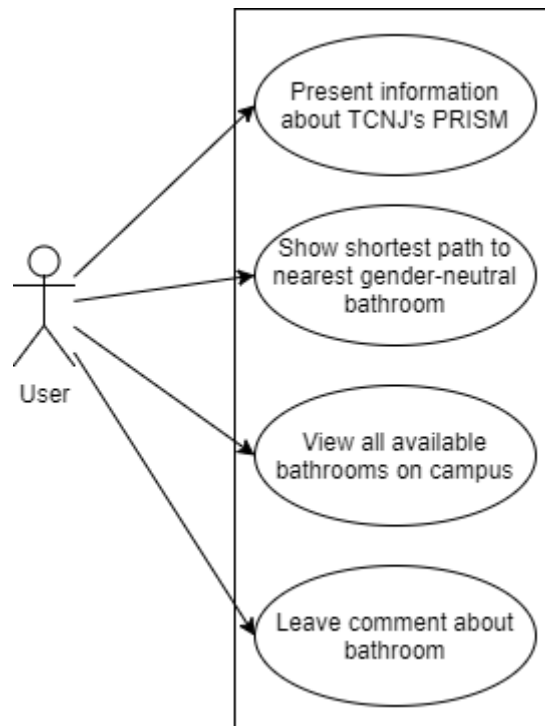 Present information
about TCNJ's PRISM
Show shortest path to
nearest gender-neutral
bathroom
User
View all available
bathrooms on campus
Leave comment about
bathroom